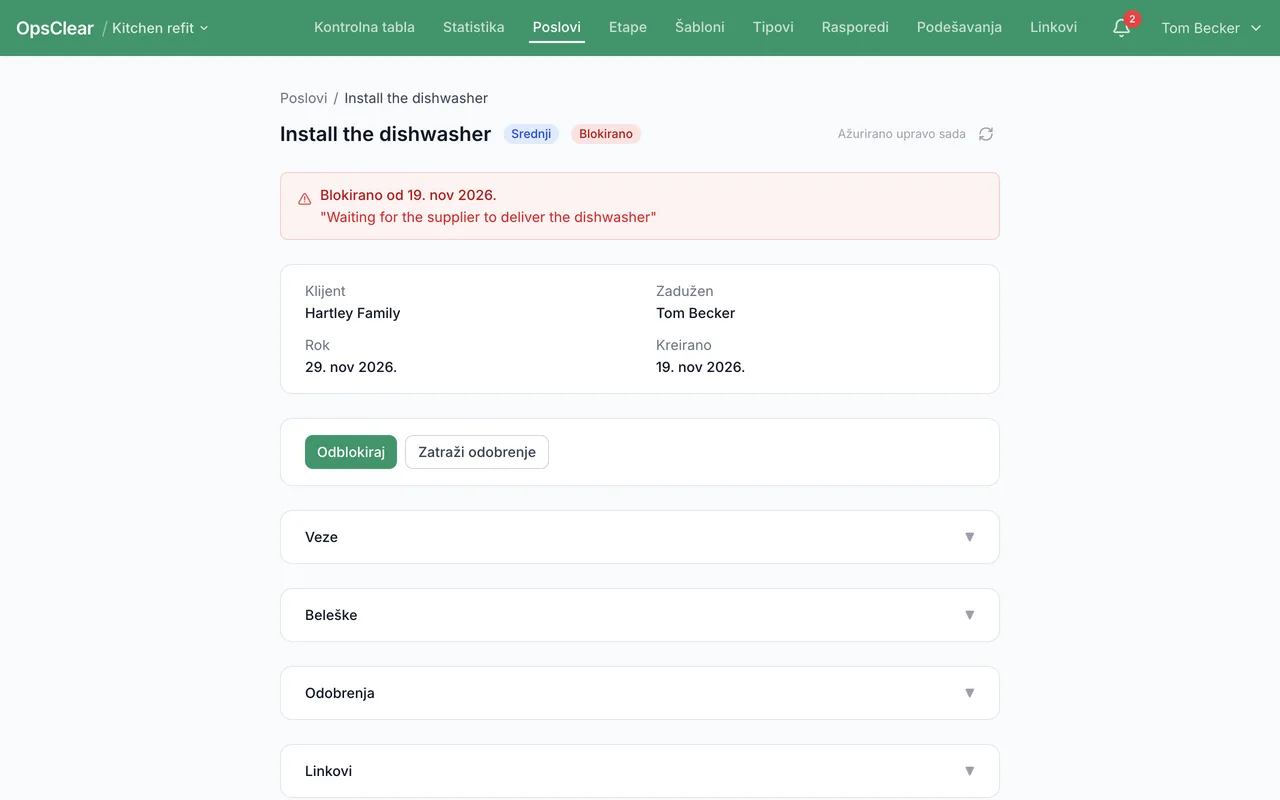 OpsClear / Kitchen refit
Kontrolna tabla
Statistika
Poslovi
Etape
Šabloni
Tipovi
Rasporedi
Podešavanja
Linkovi
2
Tom Becker
Poslovi / Install the dishwasher
Install the dishwasher
Srednji
Blokirano
Ažurirano upravo sada
Blokirano od 19. nov 2026.
"Waiting for the supplier to deliver the dishwasher"
Klijent
Hartley Family
Zadužen
Tom Becker
Rok
29. nov 2026.
Kreirano
19. nov 2026.
Odblokiraj
Zatraži odobrenje
Veze
Beleške
Odobrenja
Linkovi